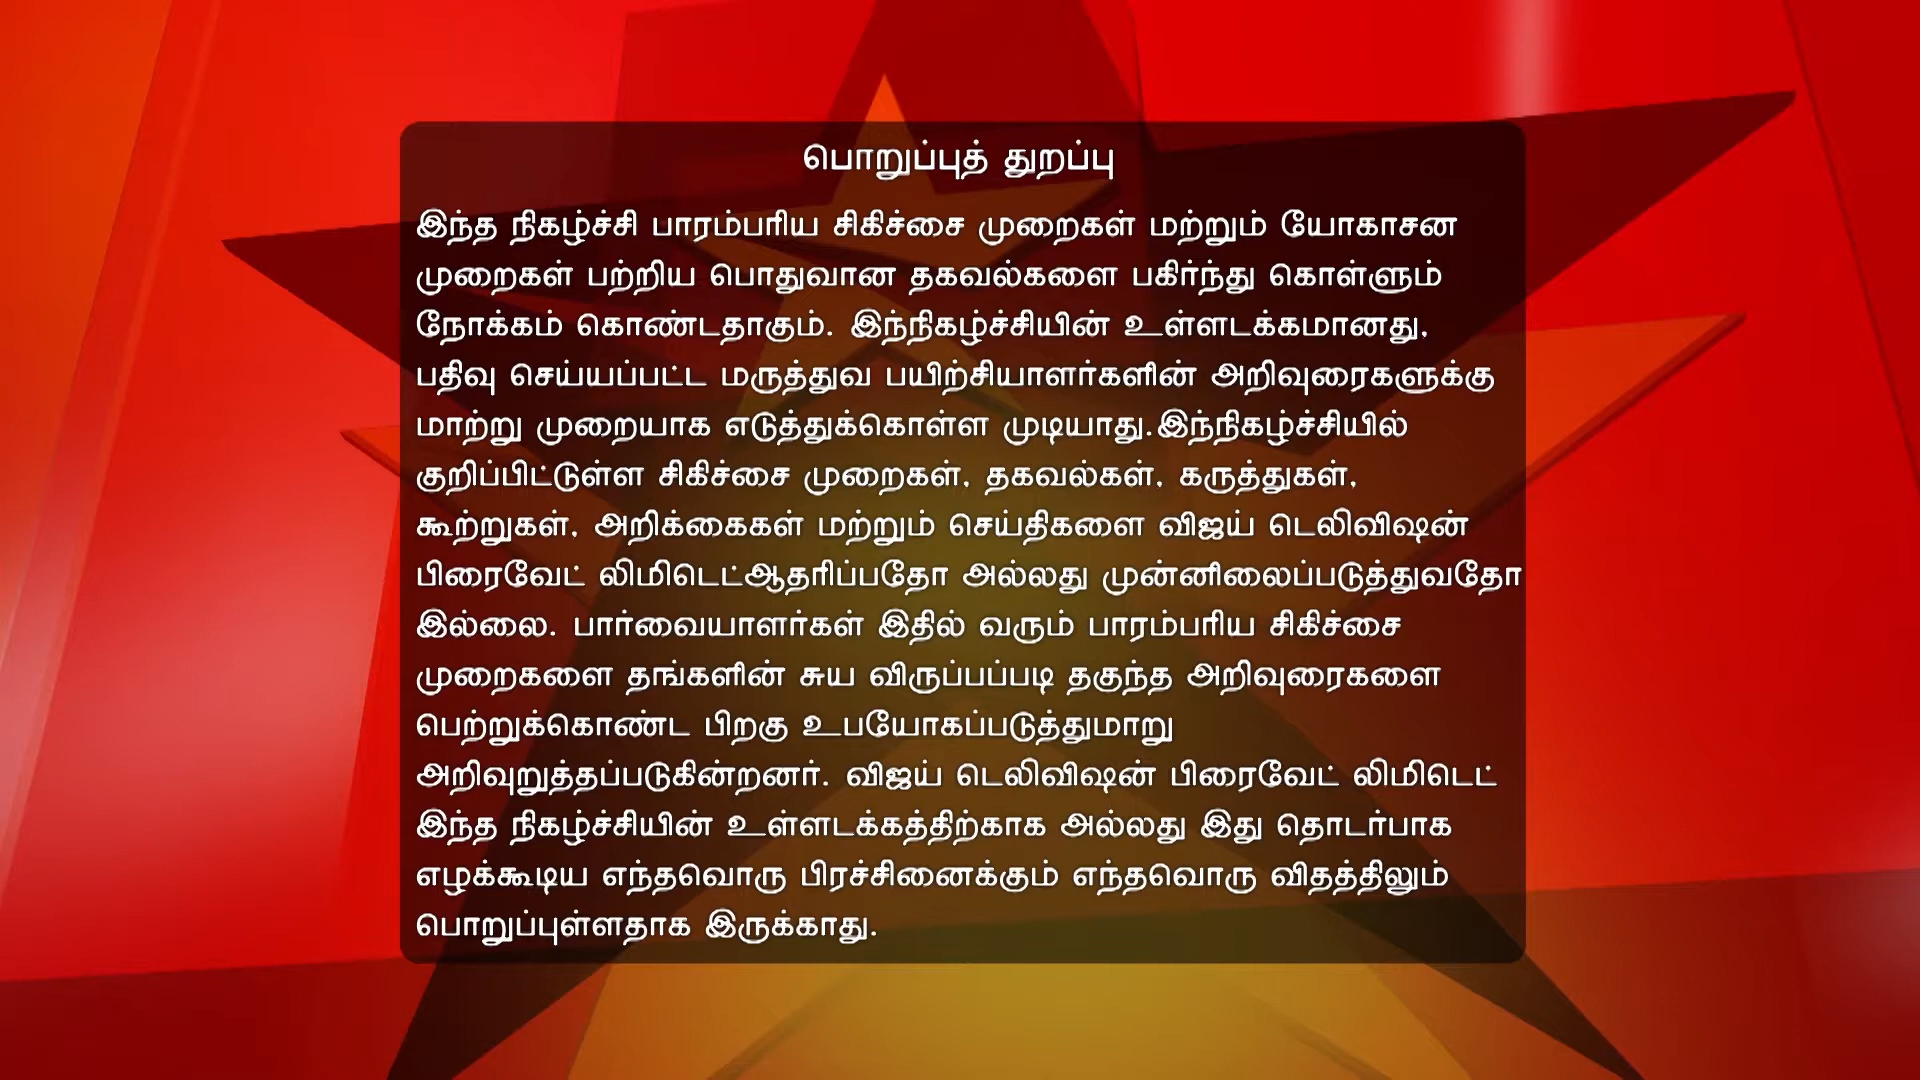 பொறுப்புத் துறப்பு
இந்த நிகழ்ச்சி பாரம்பரிய சிகிச்சை முறைகள் மற்றும் யோகாசன
முறைகள் பற்றிய பொதுவான தகவல்களை பகிர்ந்து கொள்ளும்
நோக்கம் கொண்டதாகும். இந்நிகழ்ச்சியின் உள்ளடக்கமானது,
பதிவு செய்யப்பட்ட மருத்துவ பயிற்சியாளர்களின் அறிவுரைகளுக்கு
மாற்று முறையாக எடுத்துக்கொள்ள முடியாது.இந்நிகழ்ச்சியில்
குறிப்பிட்டுள்ள சிகிச்சை முறைகள், தகவல்கள், கருத்துகள்,
கூற்றுகள், அறிக்கைகள் மற்றும் செய்திகளை விஜய் டெலிவிஷன்
பிரைவேட் லிமிடெட்ஆதரிப்பதோ அல்லது முன்னிலைப்படுத்துவதோ
இல்லை. பார்வையாளர்கள் இதில் வரும் பாரம்பரிய சிகிச்சை
முறைகளை தங்களின் சுய விருப்பப்படி தகுந்த அறிவுரைகளை
பெற்றுக்கொண்ட பிறகு உபயோகப்படுத்துமாறு
அறிவுறுத்தப்படுகின்றனர். விஜய் டெலிவிஷன் பிரைவேட் லிமிடெட்
இந்த நிகழ்ச்சியின் உள்ளடக்கத்திற்காக அல்லது இது தொடர்பாக
எழக்கூடிய எந்தவொரு பிரச்சினைக்கும் எந்தவொரு விதத்திலும்
பொறுப்புள்ளதாக இருக்காது.